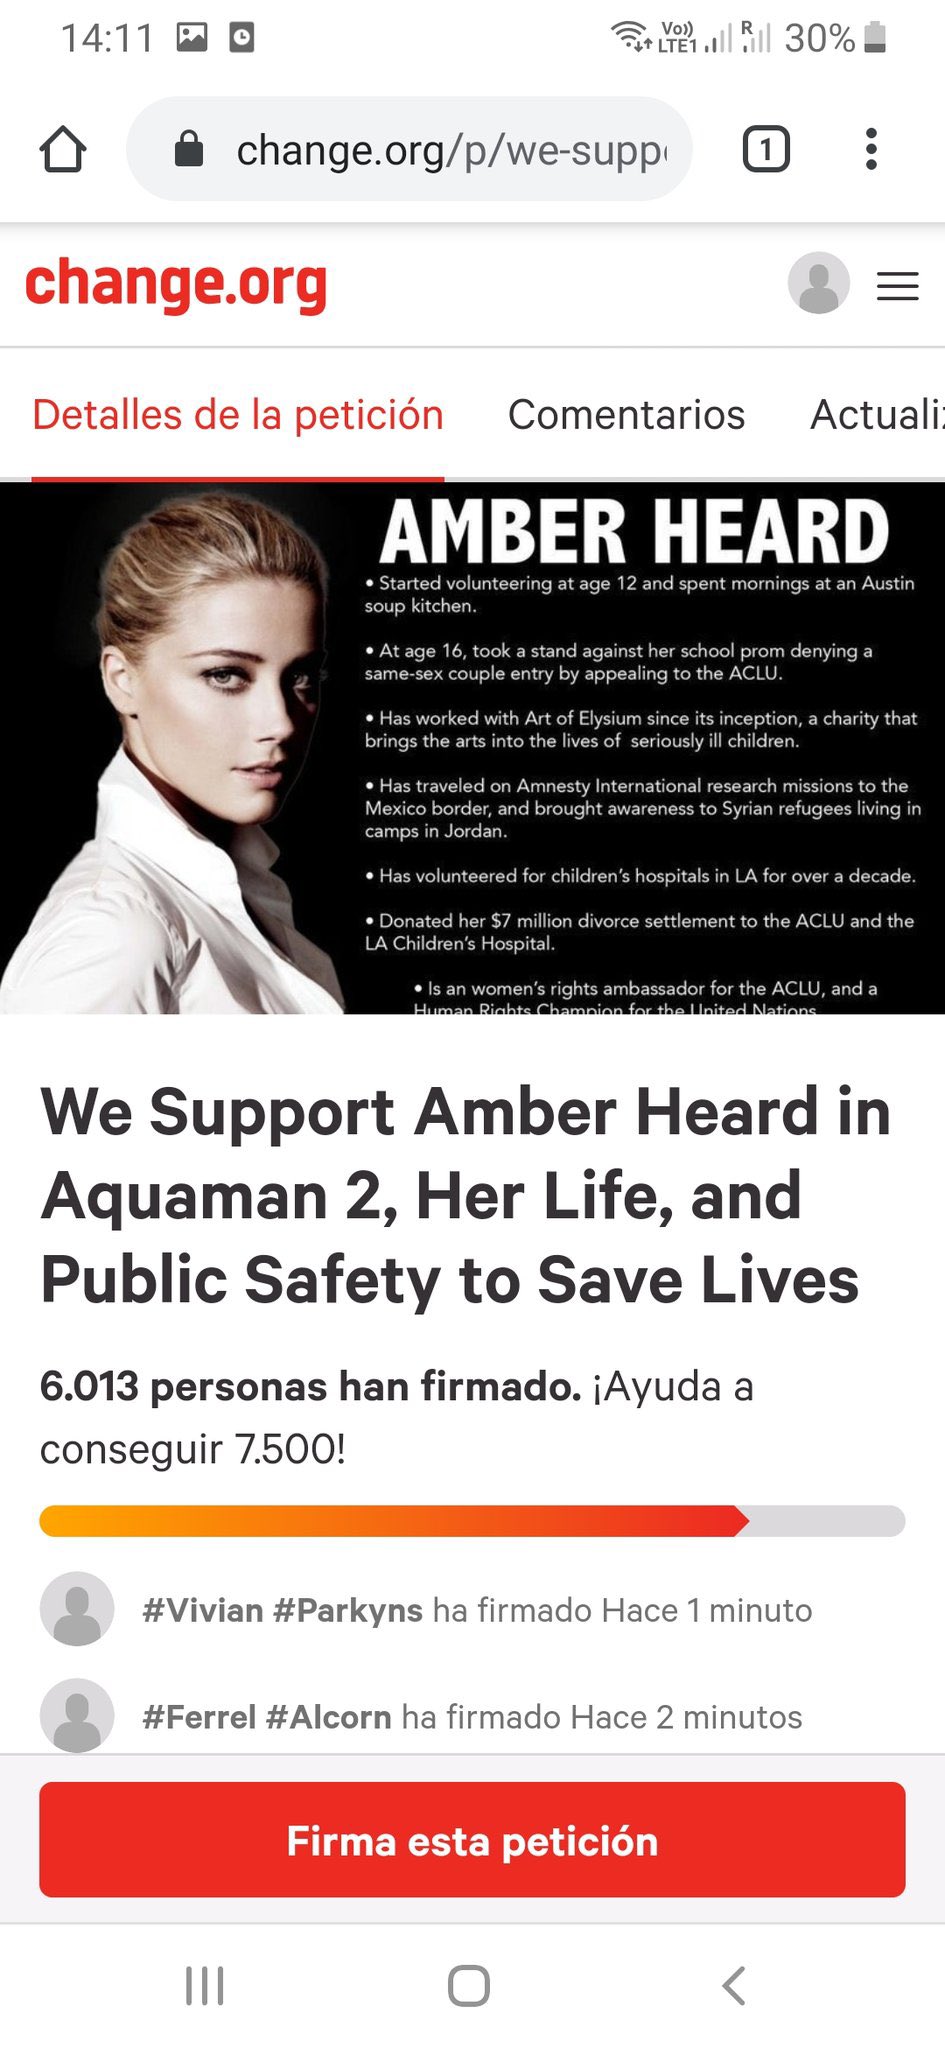 14:11
Vo))
LTE1
R
30%
change.org/p/we-supp
1
change.org
Detalles de la petición
Comentarios
Actuali
AMBER HEARD
• Started volunteering at age 12 and spent mornings at an Austin
soup kitchen.
• At age 16, took a stand against her school prom denying a
same-sex couple entry by appealing to the ACLU.
• Has worked with Art of Elysium since its inception, a charity that
brings the arts into the lives of seriously ill children.
• Has traveled on Amnesty International research missions to the
Mexico border, and brought awareness to Syrian refugees living in
camps in Jordan.
• Has volunteered for children's hospitals in LA for over a decade.
• Donated her $7 million divorce settlement to the ACLU and the
LA Children's Hospital.
• Is an women's rights ambassador for the ACLU, and a
Human Rights Champion for the United Nations
We Support Amber Heard in
Aquaman 2, Her Life, and
Public Safety to Save Lives
6.013 personas han firmado. ¡Ayuda a
conseguir 7.500!
#Vivian #Parkyns ha firmado Hace 1 minuto
#Ferrel #Alcorn ha firmado Hace 2 minutos
Firma esta petición